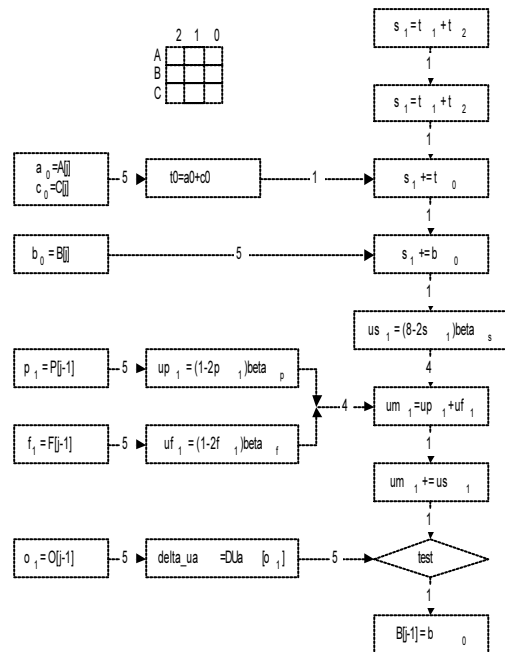 s 1 = t 1 + t 2
2 1 0
A
B
C
1
s 1 = t 1 + t 2
1
a 0 =A[j]
c 0 =C[j]
5
t0=a0+c0
1
s 1 += t 0
1
b 0 = B[j]
5
s 1 += b 0
1
us 1 = (8-2s 1 )beta s
4
p 1 = P[j-1]
5
up 1 = (1-2p 1 )beta p
4
um 1 =up 1 +uf 1
f 1 = F[j-1]
5
uf 1 = (1-2f 1 )beta f
1
um 1 += us 1
1
o 1 = O[j-1]
5
delta_ua =DUa [o 1 ]
5
test
1
B[j-1] = b 0